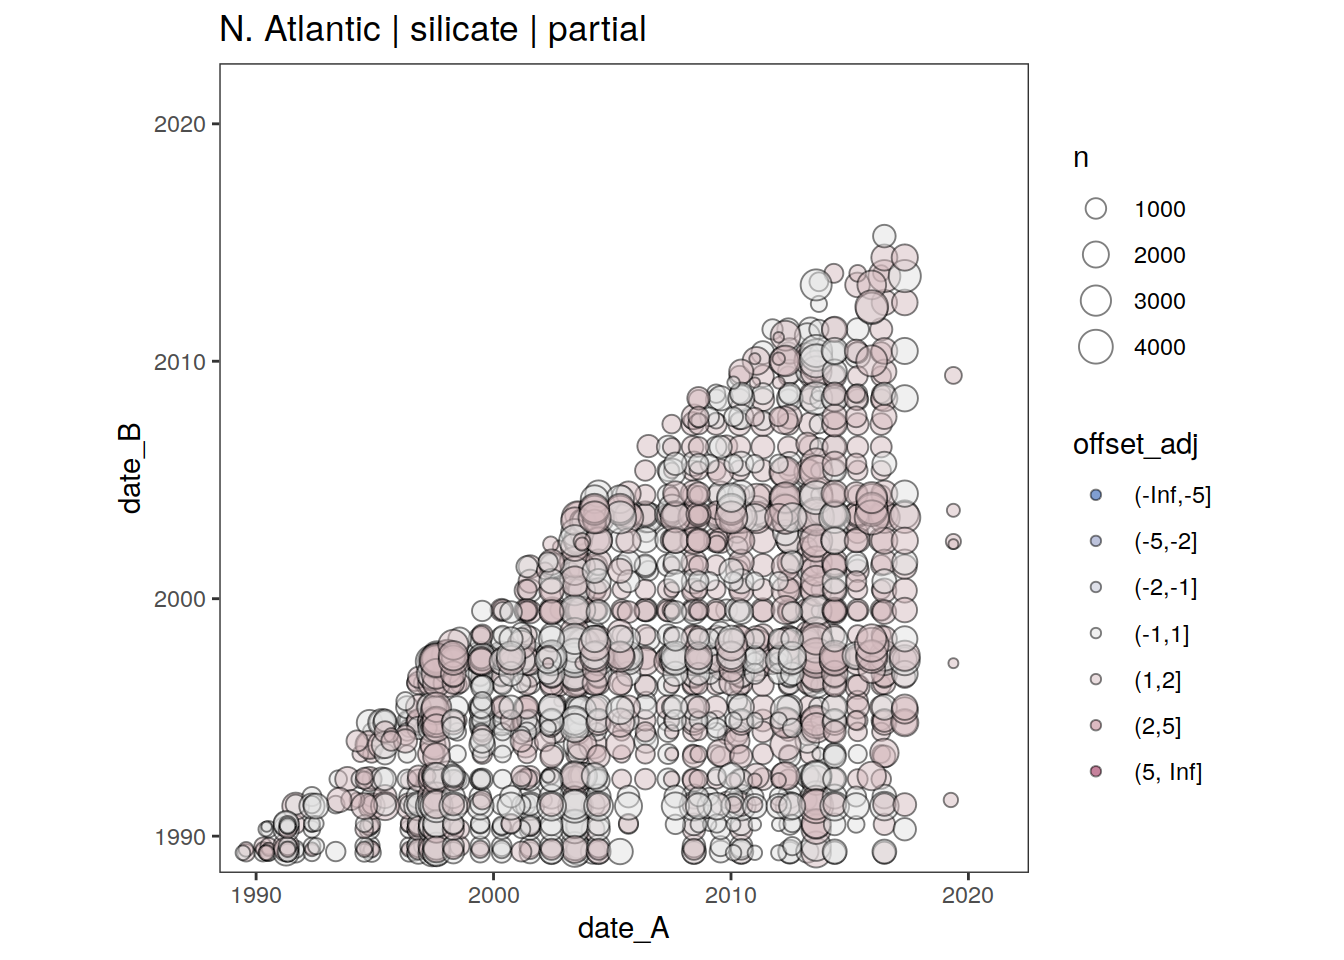 N. Atlantic | silicate | partial
2020
2010
2000
1990
date_B
1990
2000
2010
2020
date_A
n
1000
2000
3000
4000
offset_adj
(-Inf,-5]
(-5,-2]
(-2,-1]
(-1,1]
(1,2]
(2,5]
(5, Inf]